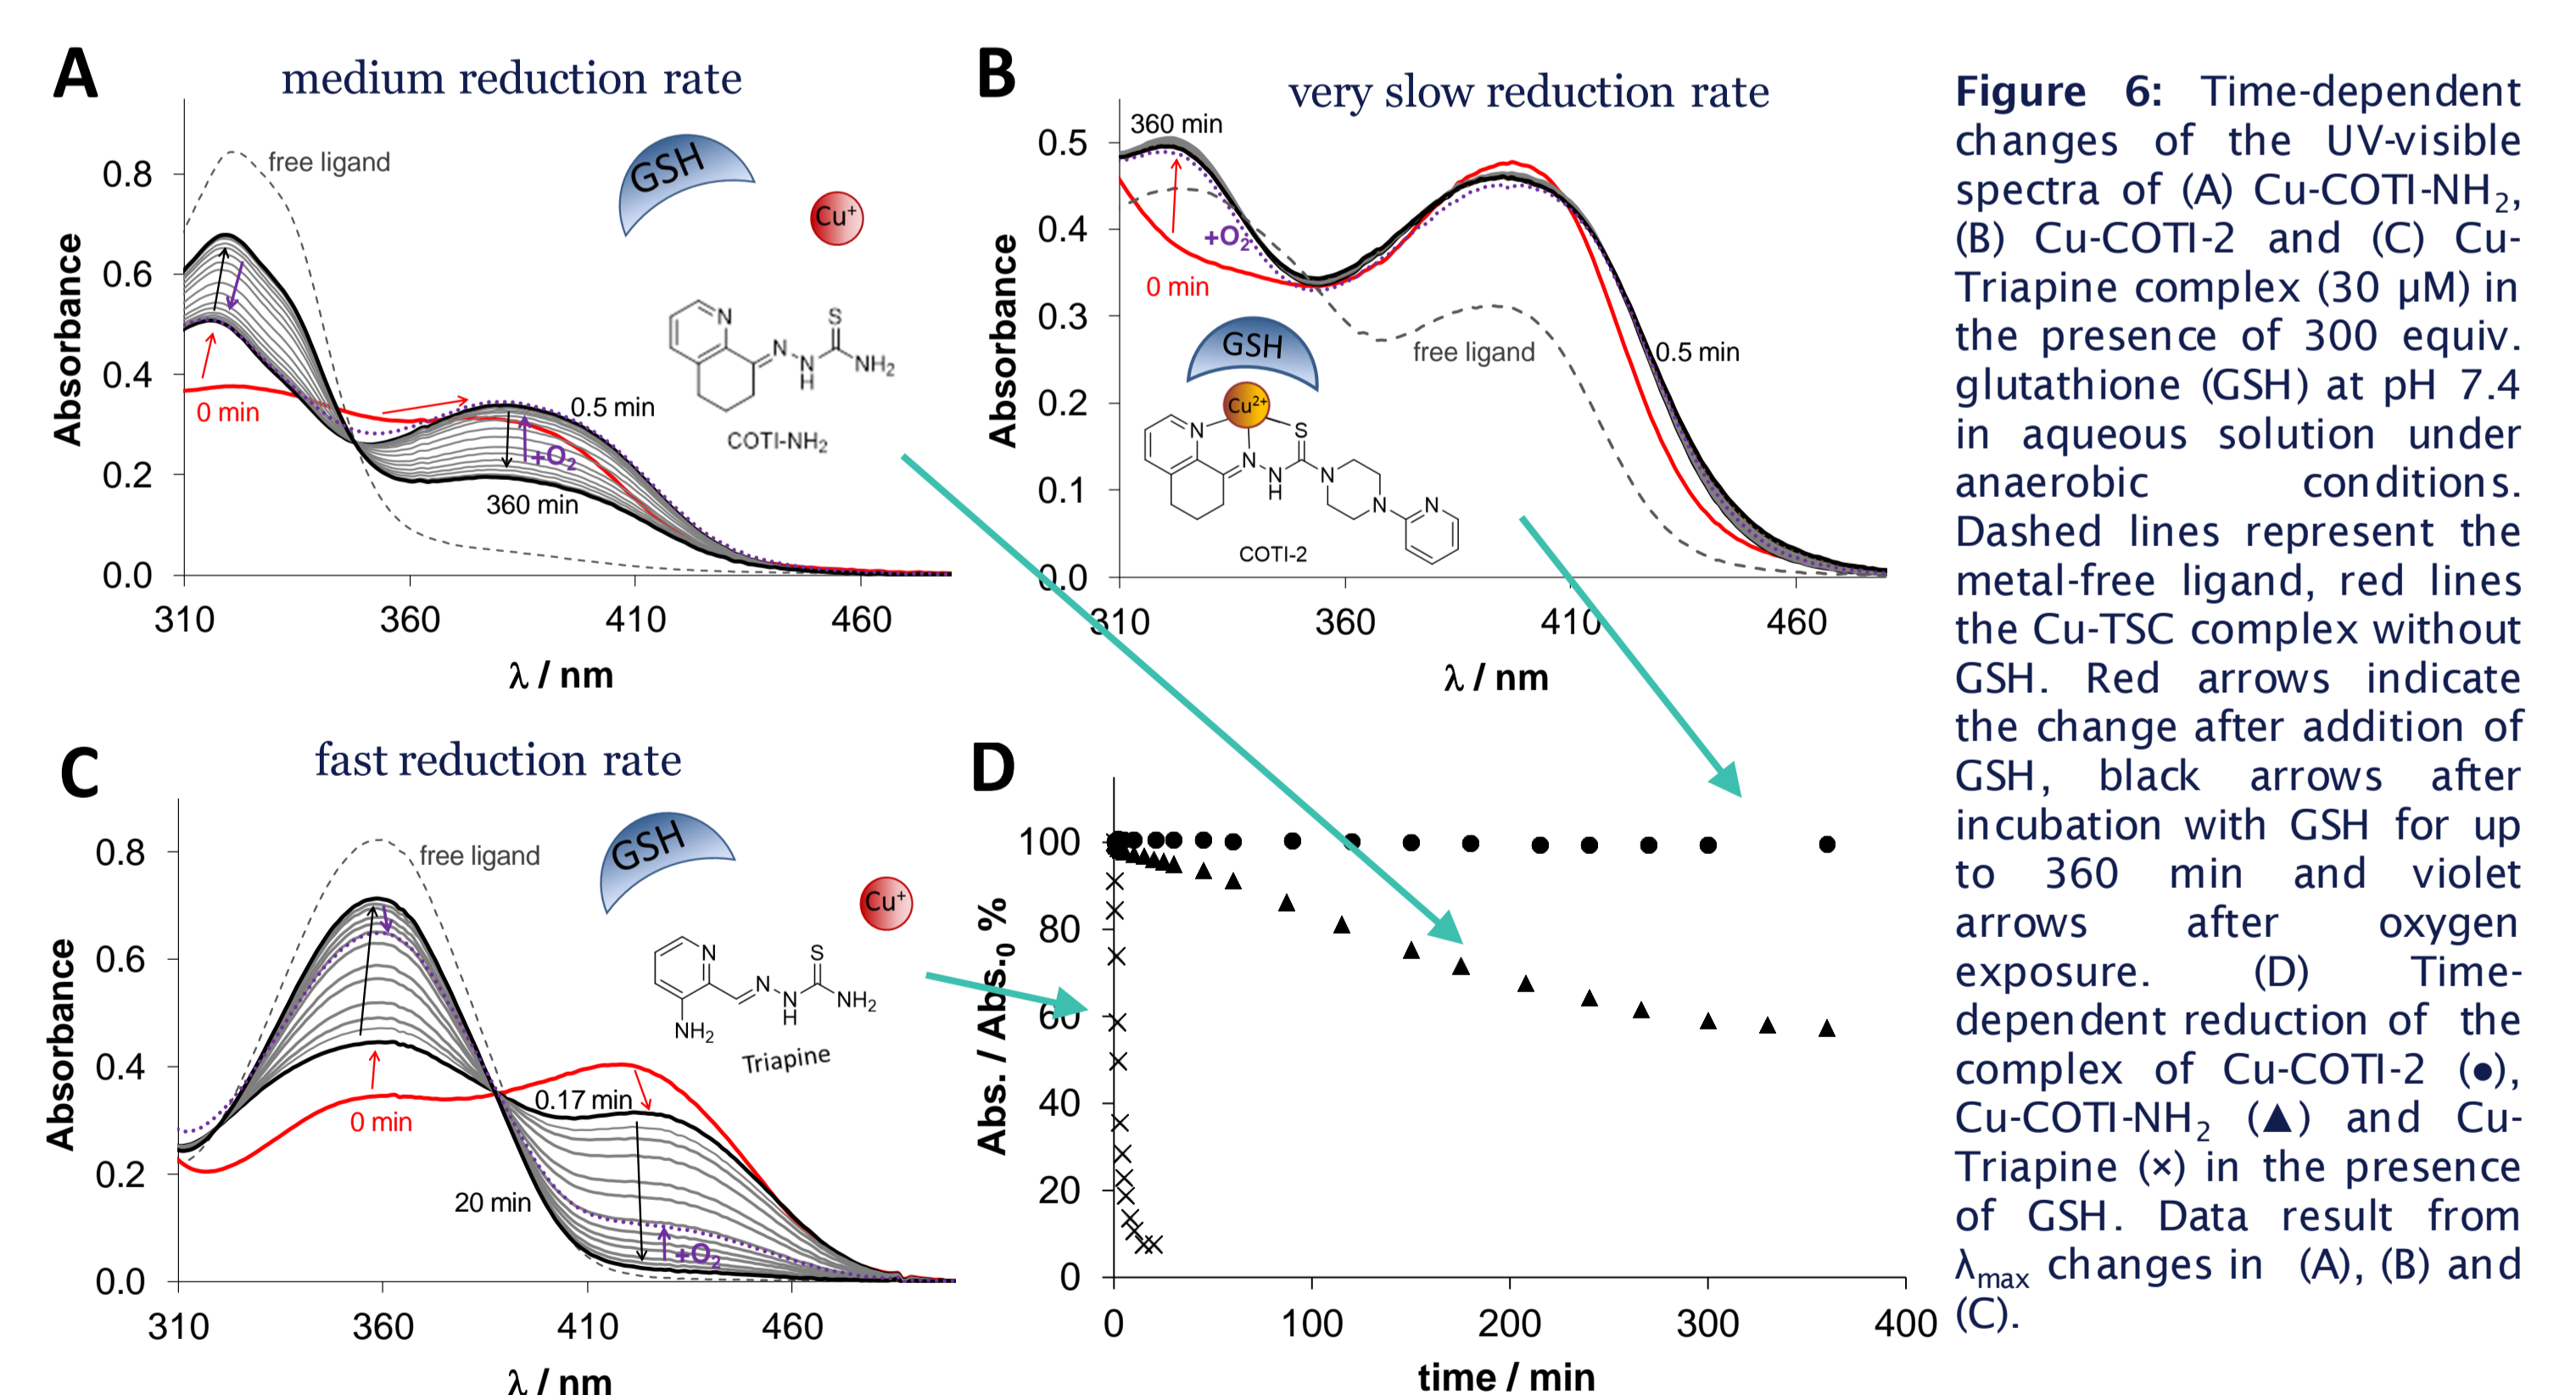 A
medium reduction rate
Absorbance
0.8
0.6
0.4
0.2
0.0
310
360
410
460
λ / nm
free ligand
0 min
0.5 min
+O2
360 min
GSH
Cu+
N
N
N
H
S
NH2
COTI-NH2
B
very slow reduction rate
Absorbance
0.5
0.4
0.3
0.2
0.1
0.0
310
360
410
460
λ / nm
360 min
+O2
0 min
free ligand
0.5 min
GSH
Cu2+
N
S
N
N
H
N
N
N
COTI-2
C
fast reduction rate
Absorbance
0.8
0.6
0.4
0.2
0.0
310
360
410
460
λ / nm
free ligand
0 min
0.17 min
20 min
+O2
GSH
Cu+
N
N
N
H
S
NH2
NH2
Triapine
D
Abs. / Abs.0 %
100
80
60
40
20
0
0
100
200
300
400
time / min
Figure 6: Time-dependent
changes of the UV-visible
spectra of (A) Cu-COTI-NH2,
(B) Cu-COTI-2 and (C) Cu-
Triapine complex (30 µM) in
the presence of 300 equiv.
glutathione (GSH) at pH 7.4
in aqueous solution under
anaerobic conditions.
Dashed lines represent the
metal-free ligand, red lines
the Cu-TSC complex without
GSH. Red arrows indicate
the change after addition of
GSH, black arrows after
incubation with GSH for up
to 360 min and violet
arrows after oxygen
exposure. (D) Time-
dependent reduction of the
complex of Cu-COTI-2 (●),
Cu-COTI-NH2 (▲) and Cu-
Triapine (×) in the presence
of GSH. Data result from
λmax changes in (A), (B) and
(C).